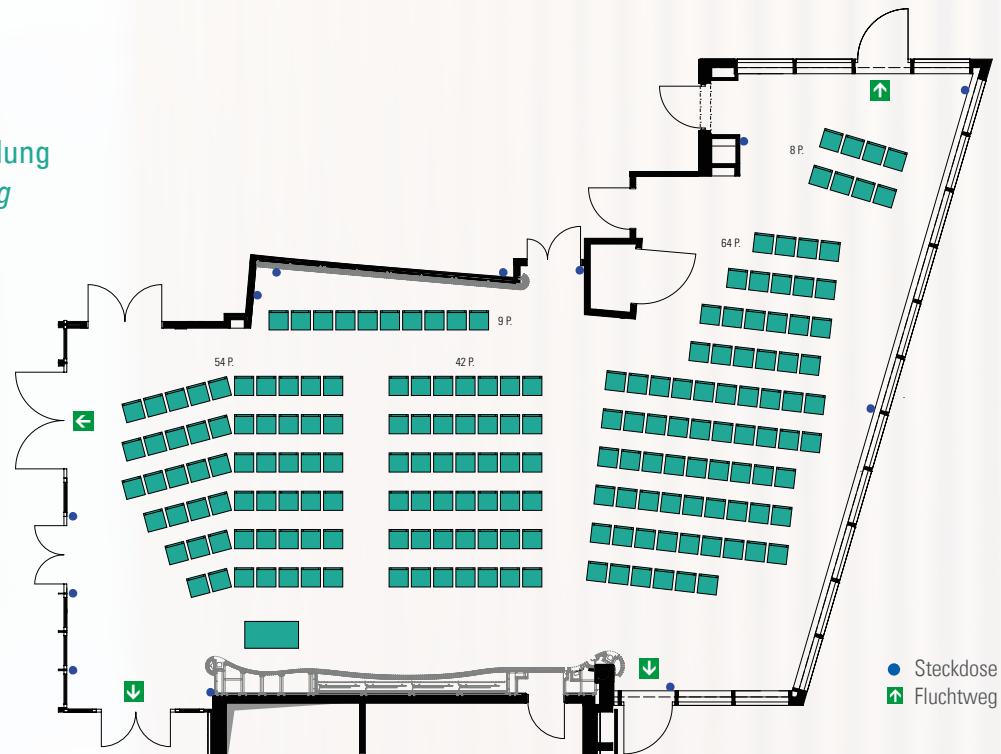 lung
g
8 P.
64 P.
9 P.
54 P.
42 P.
Steckdose
Fluchtweg